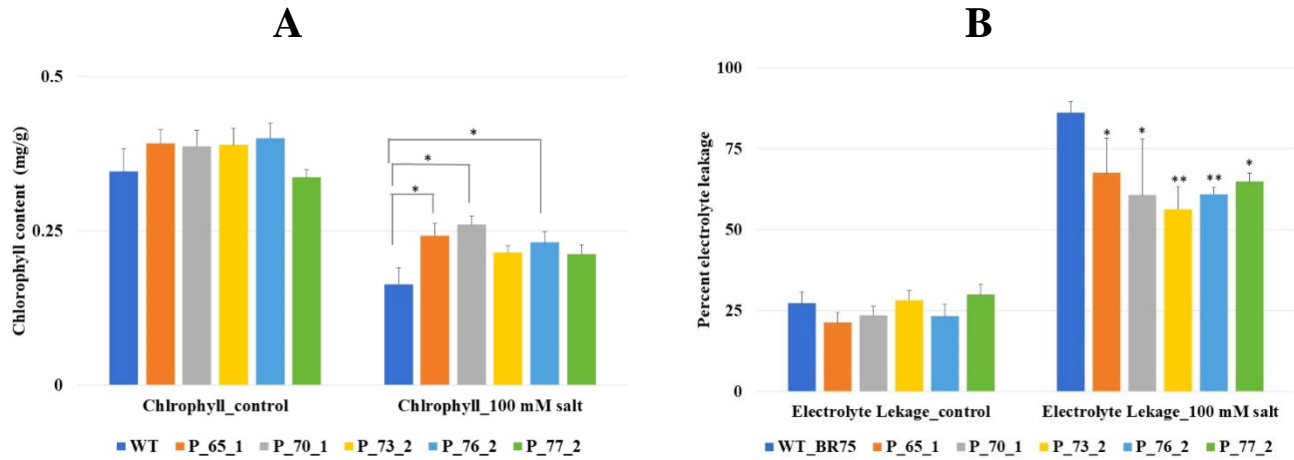 A
Chlorophyll content (mg/g)
0.5
0.25
0
*
*
*
Chlrophyll_control
Chlorophyll_100 mM salt
WT P_65_1 P_70_1 P_73_2 P_76_2 P_77_2
B
Percent electrolyte leakage
100
75
50
25
0
* * ** ** *
Electrolyte Lekage_control
Electrolyte Lekage_100 mM salt
WT_BR75 P_65_1 P_70_1 P_73_2 P_76_2 P_77_2